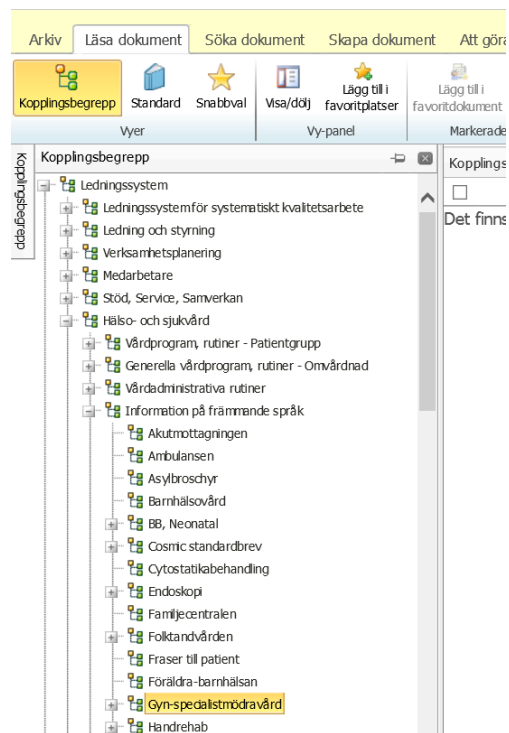 Arkiv Läsa dokument Söka dokument Skapa dokument Att göra
Kopplingsbegrepp Standard Snabbval Visa/dölj Lägg till i favoritplatser Lägg till i favoritdokument
Vyer Vy-panel Markerade
Kopplingsbegrepp
Kopplingsbegrepp
Kopplings
Ledningssystem
Ledningssystem för systematiskt kvalitetsarbete
Det finns
Ledning och styrning
Verksamhetsplanering
Medarbetare
Stöd, Service, Samverkan
Hälso- och sjukvård
Vårdprogram, rutiner - Patientgrupp
Generella vårdprogram, rutiner - Omvårdnad
Vårdadministrativa rutiner
Information på främmande språk
Akutmottagningen
Ambulansen
Asylbroschyr
Barnhälsovård
BB, Neonatal
Cosmic standardbrev
Cytostatikabehandling
Endoskopi
Familjecentralen
Folktandvården
Fraser till patient
Föräldra-barnhälsan
Gyn-specialistmödravård
Handrehab